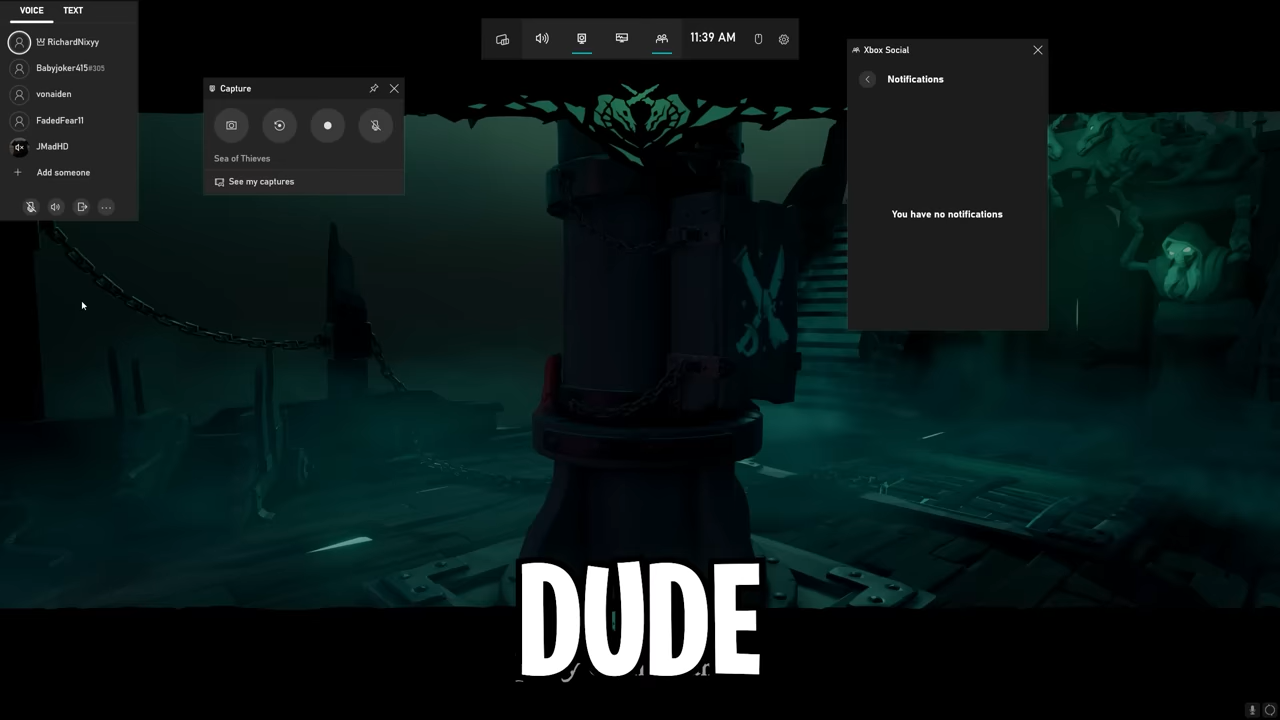 VOICE TEXT
RichardNixyy
Babyjoker415#305
vonaiden
FadedFear11
JMadHD
+ Add someone
Capture
Sea of Thieves
See my captures
11:39 AM
Xbox Social
Notifications
You have no notifications
DUDE